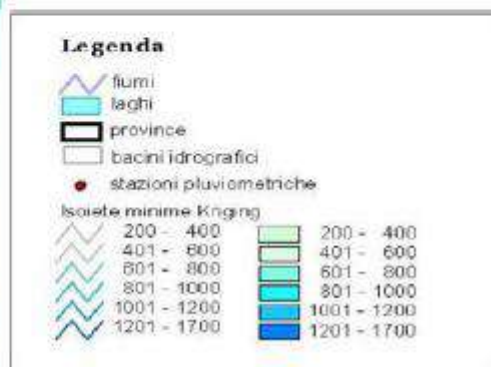 Legenda
fiumi
laghi
province
bacini idrografici
stazioni pluviometriche
Isoiete minime Kriging
200 - 400 200 - 400
401 - 600 401 - 600
601 - 800 601 - 800
801 - 1000 801 - 1000
1001 - 1200 1001 - 1200
1201 - 1700 1201 - 1700